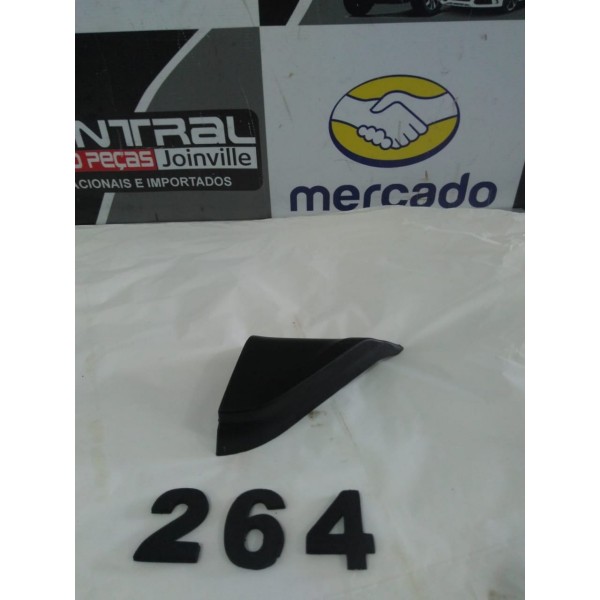 NTRAL
PEÇAS Joinville
ACIONAIS E IMPORTADOS
mercado
264